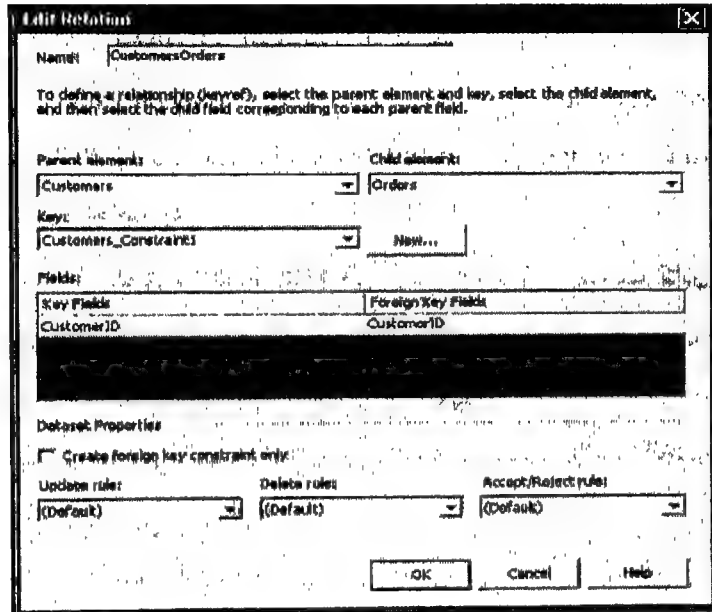 Edit Relation
Name: CustomersOrders
To define a relationship (keyref), select the parent element and key, select the child element,
and then select the child field corresponding to each parent field.
Parent element: Child element:
Customers Orders
Key:
Customers_Constraint1 New...
Fields:
Key Fields Foreign Key Fields
CustomerID CustomerID
Dataset Properties
Create foreign key constraint only
Update rule: Delete rule: Accept/Reject rule:
(Default) (Default) (Default)
OK Cancel Help